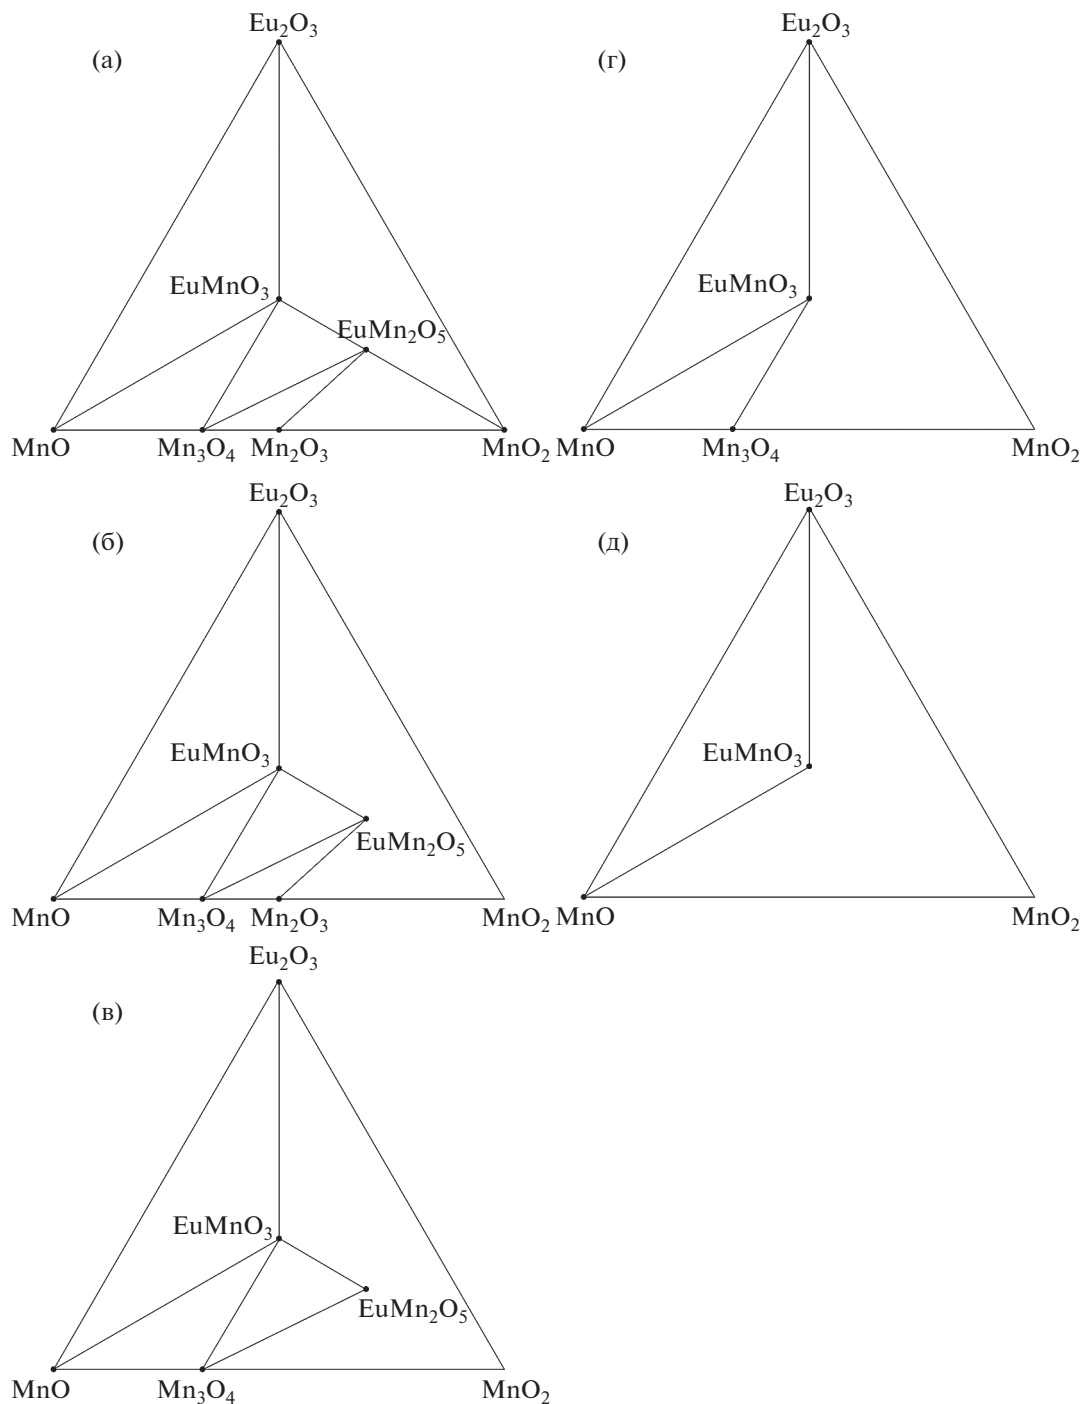 Eu₂O₃
(а)
EuMnO₃
EuMn₂O₅
MnO Mn₃O₄ Mn₂O₃ MnO₂
Eu₂O₃
(г)
EuMnO₃
MnO Mn₃O₄ MnO₂
Eu₂O₃
(б)
EuMnO₃
EuMn₂O₅
MnO Mn₃O₄ Mn₂O₃ MnO₂
Eu₂O₃
(д)
EuMnO₃
MnO MnO₂
Eu₂O₃
(в)
EuMnO₃
EuMn₂O₅
MnO Mn₃O₄ MnO₂